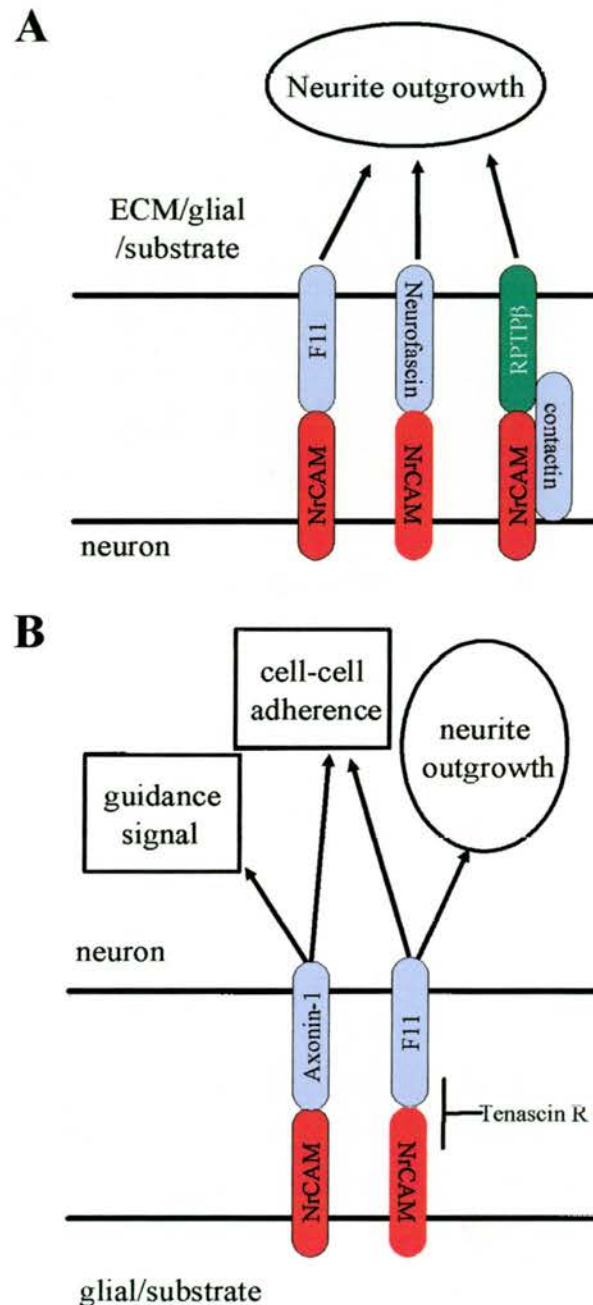 A
Neurite outgrowth
ECM/glial
/substrate
F11
Neurofascin
RPTPβ
contactin
NrCAM
NrCAM
NrCAM
neuron
B
cell-cell
adherence
neurite
outgrowth
guidance
signal
neuron
Axonin-1
F11
Tenascin R
NrCAM
NrCAM
glial/substrate